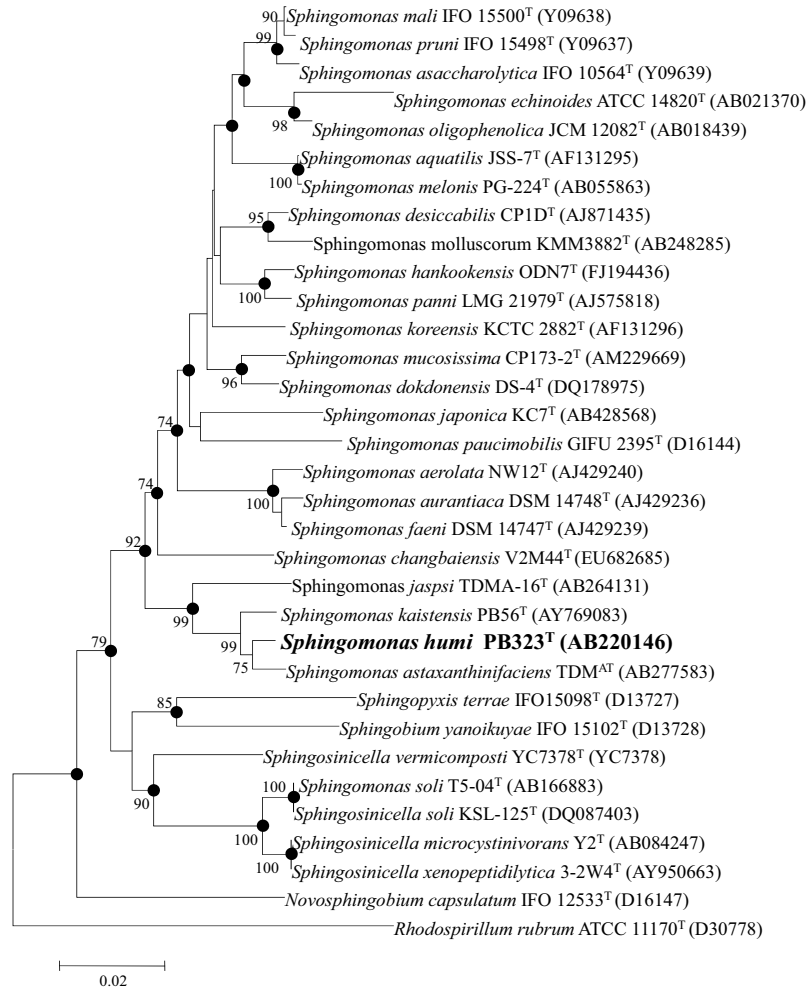 90
Sphingomonas mali IFO 15500ᵀ (Y09638)
99
Sphingomonas pruni IFO 15498ᵀ (Y09637)
Sphingomonas asaccharolytica IFO 10564ᵀ (Y09639)
Sphingomonas echinoides ATCC 14820ᵀ (AB021370)
98
Sphingomonas oligophenolica JCM 12082ᵀ (AB018439)
Sphingomonas aquatilis JSS-7ᵀ (AF131295)
100
Sphingomonas melonis PG-224ᵀ (AB055863)
95
Sphingomonas desiccabilis CP1Dᵀ (AJ871435)
Sphingomonas molluscorum KMM3882ᵀ (AB248285)
Sphingomonas hankookensis ODN7ᵀ (FJ194436)
100
Sphingomonas panni LMG 21979ᵀ (AJ575818)
Sphingomonas koreensis KCTC 2882ᵀ (AF131296)
Sphingomonas mucosissima CP173-2ᵀ (AM229669)
96
Sphingomonas dokdonensis DS-4ᵀ (DQ178975)
Sphingomonas japonica KC7ᵀ (AB428568)
74
Sphingomonas paucimobilis GIFU 2395ᵀ (D16144)
Sphingomonas aerolata NW12ᵀ (AJ429240)
74
100
Sphingomonas aurantiaca DSM 14748ᵀ (AJ429236)
Sphingomonas faeni DSM 14747ᵀ (AJ429239)
92
Sphingomonas changbaiensis V2M44ᵀ (EU682685)
Sphingomonas jaspsi TDMA-16ᵀ (AB264131)
99
Sphingomonas kaistensis PB56ᵀ (AY769083)
79
99
Sphingomonas humi PB323ᵀ (AB220146)
75
Sphingomonas astaxanthinifaciens TDMᴬᵀ (AB277583)
85
Sphingopyxis terrae IFO15098ᵀ (D13727)
Sphingobium yanoikuyae IFO 15102ᵀ (D13728)
Sphingosinicella vermicomposti YC7378ᵀ (YC7378)
90
100
Sphingomonas soli T5-04ᵀ (AB166883)
Sphingosinicella soli KSL-125ᵀ (DQ087403)
100
Sphingosinicella microcystinivorans Y2ᵀ (AB084247)
100
Sphingosinicella xenopeptidilytica 3-2W4ᵀ (AY950663)
Novosphingobium capsulatum IFO 12533ᵀ (D16147)
Rhodospirillum rubrum ATCC 11170ᵀ (D30778)
0.02